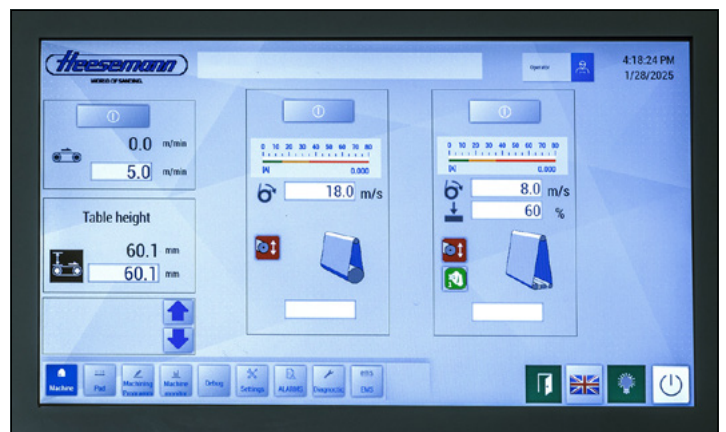 Heesemann
WORLD OF SANDING.
Operator
4:18:24 PM
1/28/2025
0.0 m/min
5.0 m/min
Table height
60.1 mm
60.1 mm
0 10 20 30 40 50 60 70 80
[A] 0.000
18.0 m/s
0 10 20 30 40 50 60 70 80
[A] 0.000
8.0 m/s
60 %
Machine
Pad
Machining
Machine
monitor
Debug
Settings
ALARMS
Diagnostic
EMS